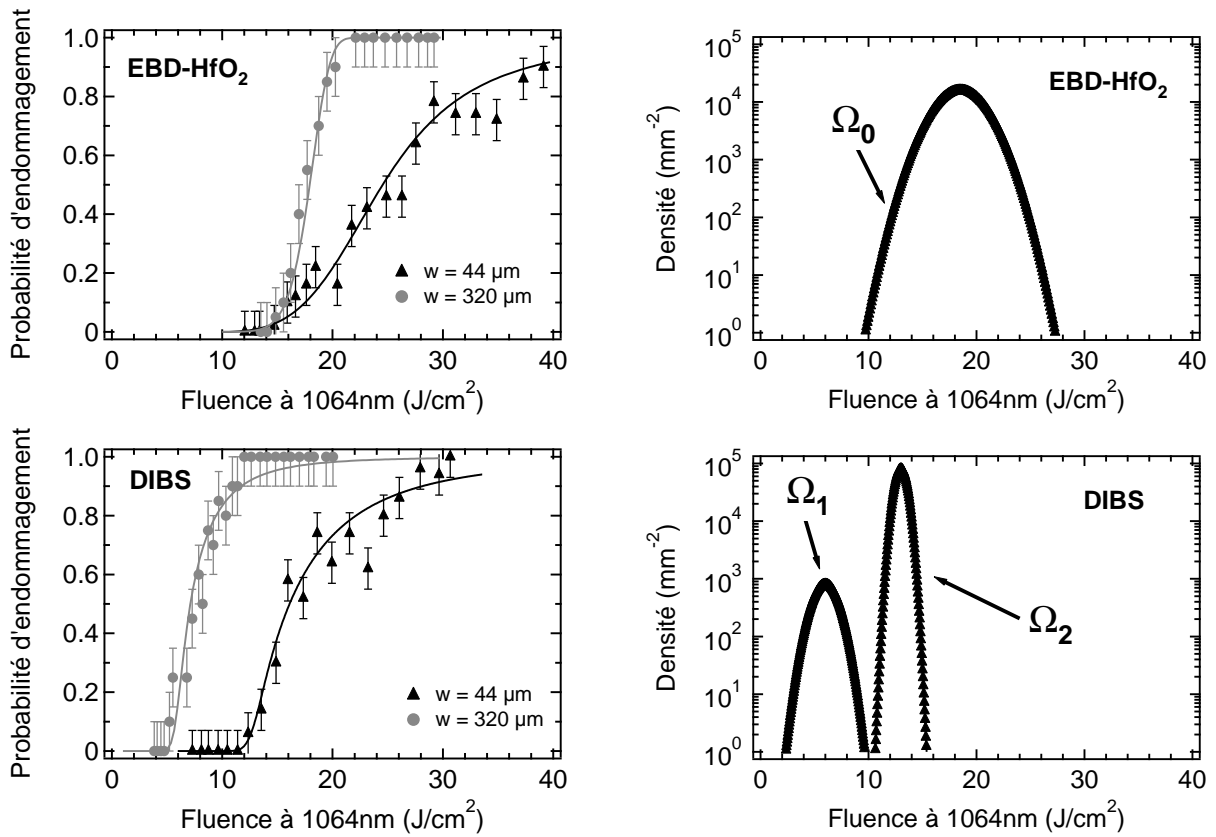 Probabilité d'endommagement
1.0
0.8
0.6
0.4
0.2
0
EBD-HfO2
w = 44 µm
w = 320 µm
0 10 20 30 40
Fluence à 1064nm (J/cm2)
Densité (mm-2)
10^5
10^4
10^3
10^2
10^1
10^0
Ω0
EBD-HfO2
0 10 20 30 40
Fluence à 1064nm (J/cm2)
Probabilité d'endommagement
1.0
0.8
0.6
0.4
0.2
0
DIBS
w = 44 µm
w = 320 µm
0 10 20 30 40
Fluence à 1064nm (J/cm2)
Densité (mm-2)
10^5
10^4
10^3
10^2
10^1
10^0
Ω1
Ω2
DIBS
0 10 20 30 40
Fluence à 1064nm (J/cm2)